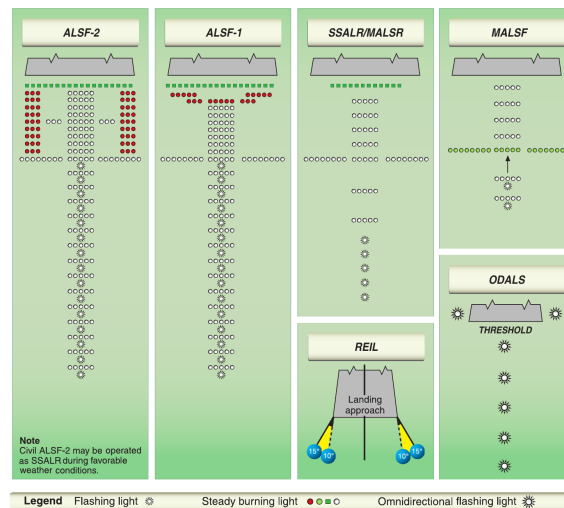 ALSF-2
ALSF-1
SSALR/MALSR
MALSF
ODALS
THRESHOLD
REIL
Landing
approach
15°
10°
10°
15°
Note
Civil ALSF-2 may be operated
as SSALR during favorable
weather conditions.
Legend Flashing light Steady burning light Omnidirectional flashing light